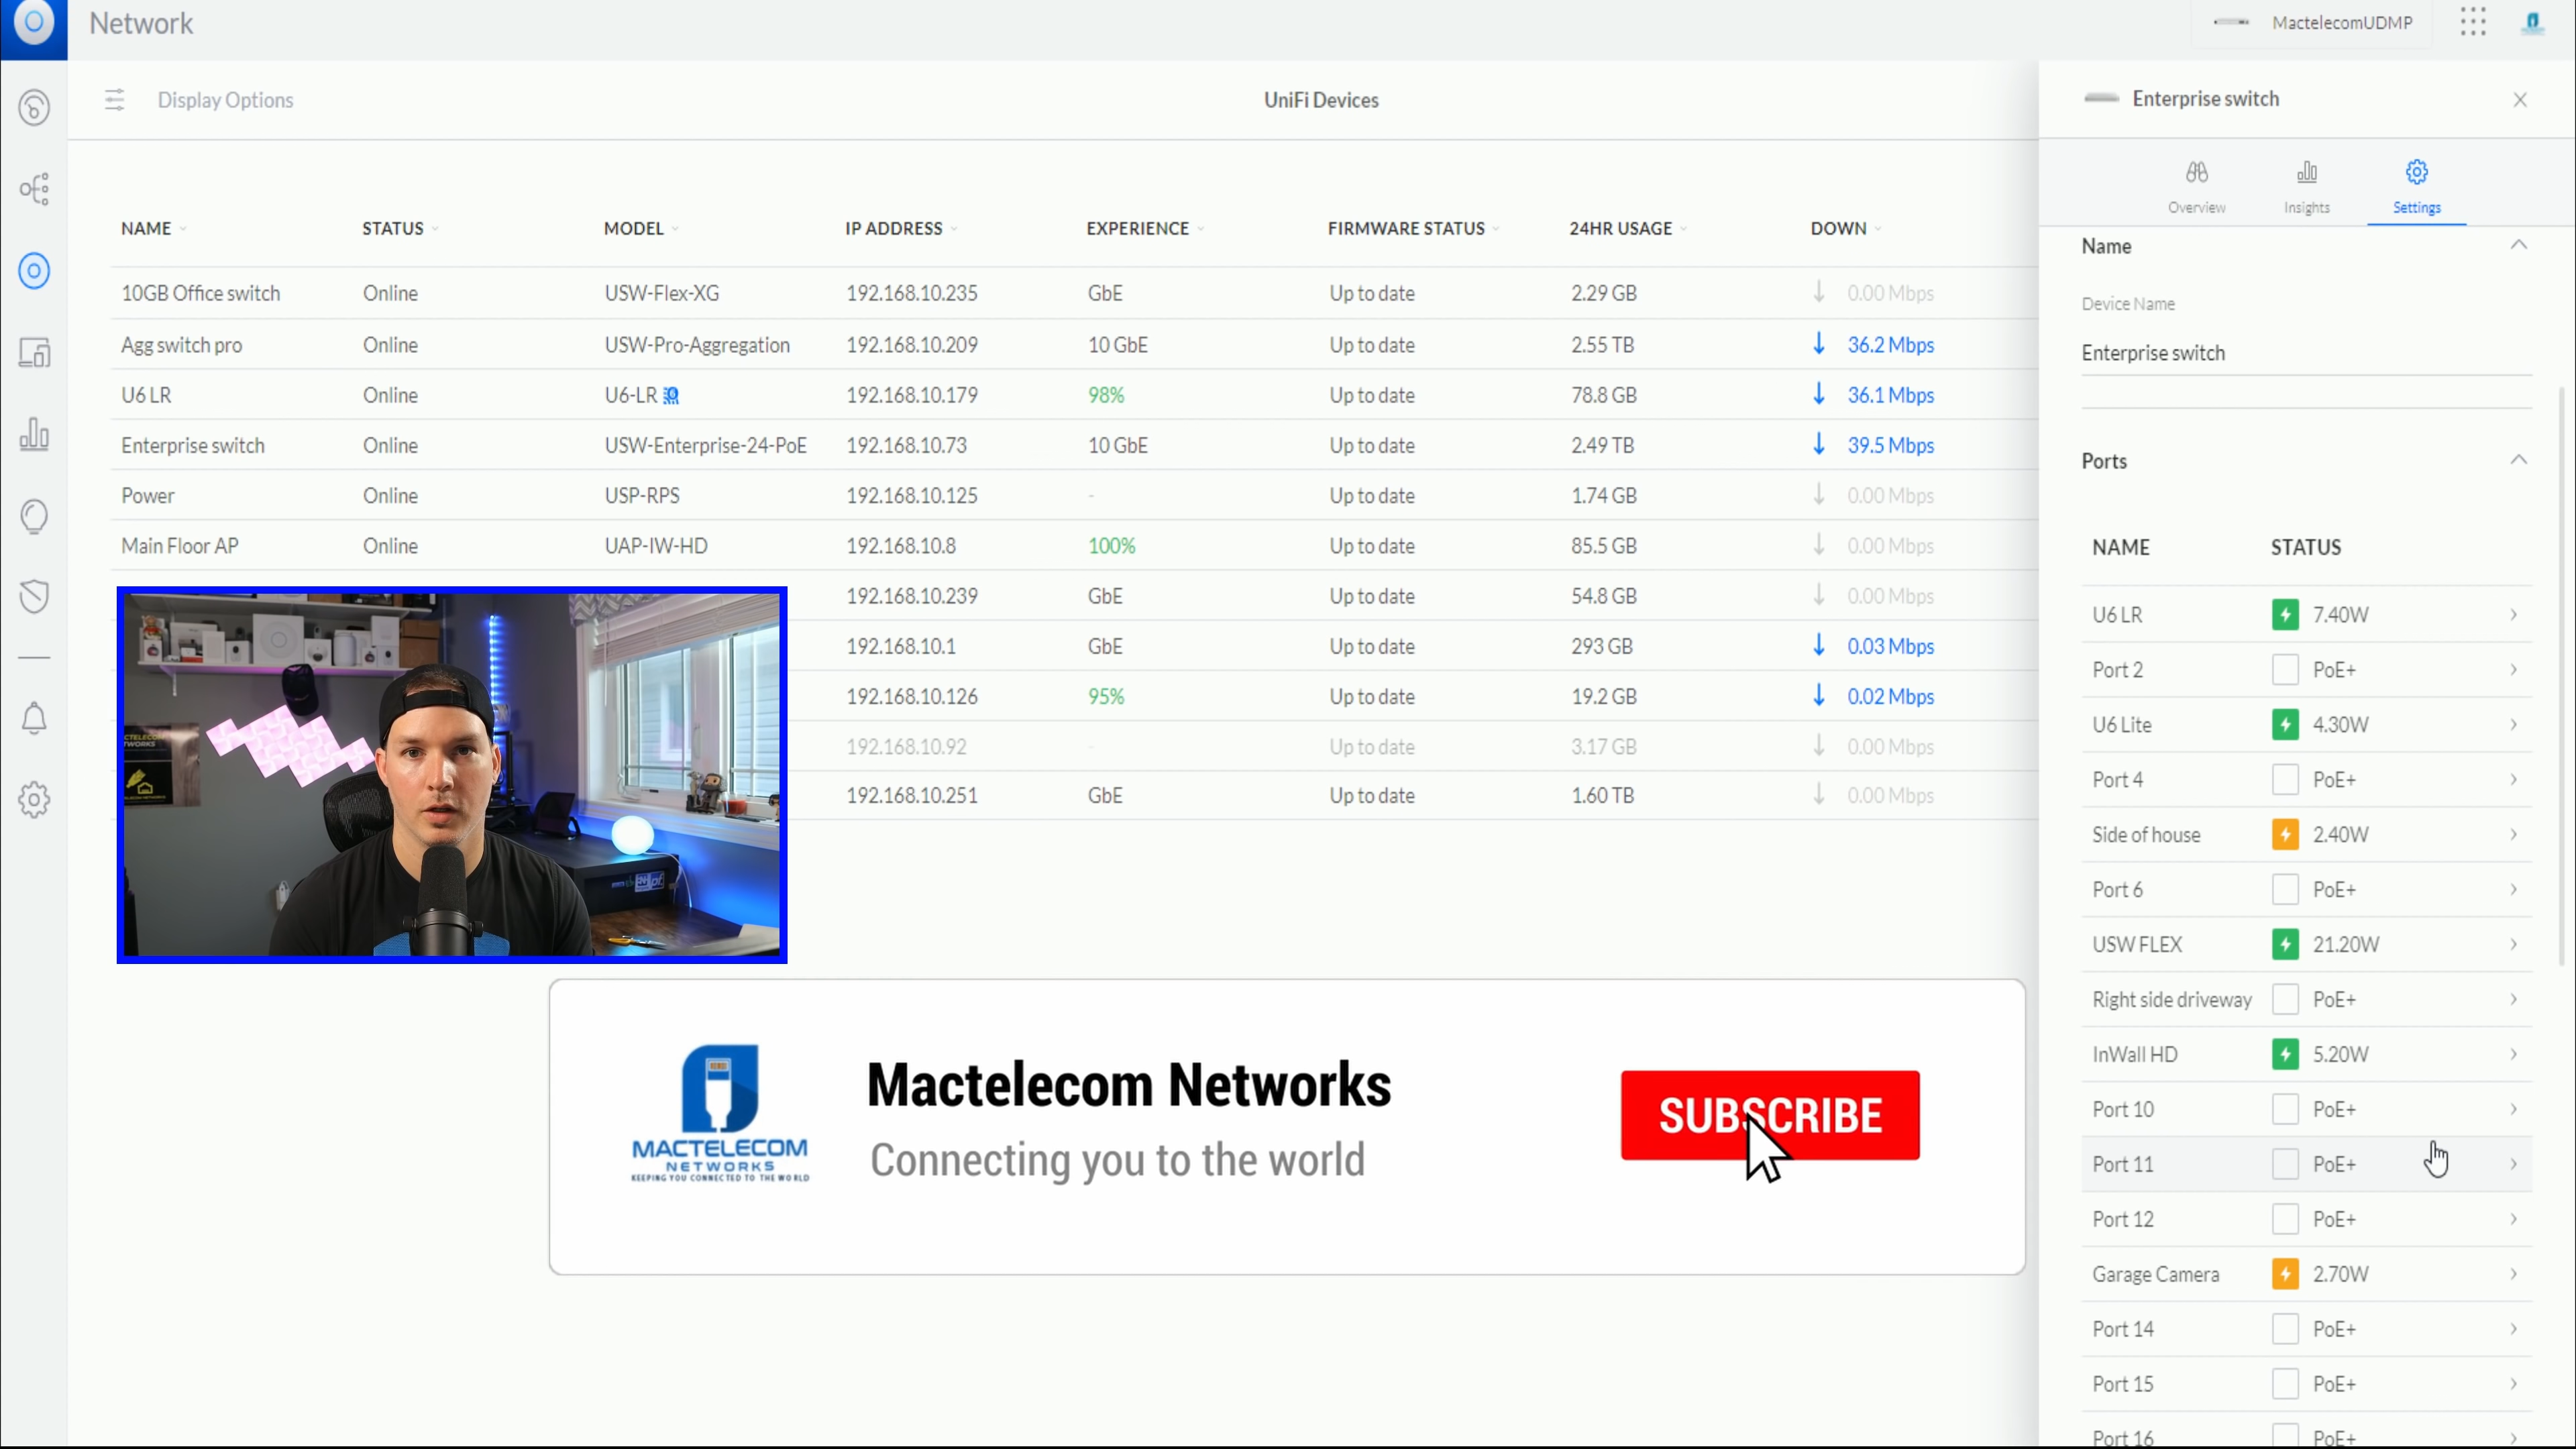 Network
MactelecomUDMP
Display Options
UniFi Devices
NAME STATUS MODEL IP ADDRESS EXPERIENCE FIRMWARE STATUS 24HR USAGE DOWN
10GB Office switch Online USW-Flex-XG 192.168.10.235 GbE Up to date 2.29 GB 0.00 Mbps
Agg switch pro Online USW-Pro-Aggregation 192.168.10.209 10 GbE Up to date 2.55 TB 36.2 Mbps
U6 LR Online U6-LR 192.168.10.179 98% Up to date 78.8 GB 36.1 Mbps
Enterprise switch Online USW-Enterprise-24-PoE 192.168.10.73 10 GbE Up to date 2.49 TB 39.5 Mbps
Power Online USP-RPS 192.168.10.125 - Up to date 1.74 GB 0.00 Mbps
Main Floor AP Online UAP-IW-HD 192.168.10.8 100% Up to date 85.5 GB 0.00 Mbps
192.168.10.239 GbE Up to date 54.8 GB 0.00 Mbps
192.168.10.1 GbE Up to date 293 GB 0.03 Mbps
192.168.10.126 95% Up to date 19.2 GB 0.02 Mbps
192.168.10.92 - Up to date 3.17 GB 0.00 Mbps
192.168.10.251 GbE Up to date 1.60 TB 0.00 Mbps
MACTELECOM
NETWORKS
KEEPING YOU CONNECTED TO THE WORLD
Mactelecom Networks
Connecting you to the world
SUBSCRIBE
Enterprise switch
Overview Insights Settings
Name
Device Name
Enterprise switch
Ports
NAME STATUS
U6 LR 7.40W
Port 2 PoE+
U6 Lite 4.30W
Port 4 PoE+
Side of house 2.40W
Port 6 PoE+
USW FLEX 21.20W
Right side driveway PoE+
InWall HD 5.20W
Port 10 PoE+
Port 11 PoE+
Port 12 PoE+
Garage Camera 2.70W
Port 14 PoE+
Port 15 PoE+
Port 16 PoE+